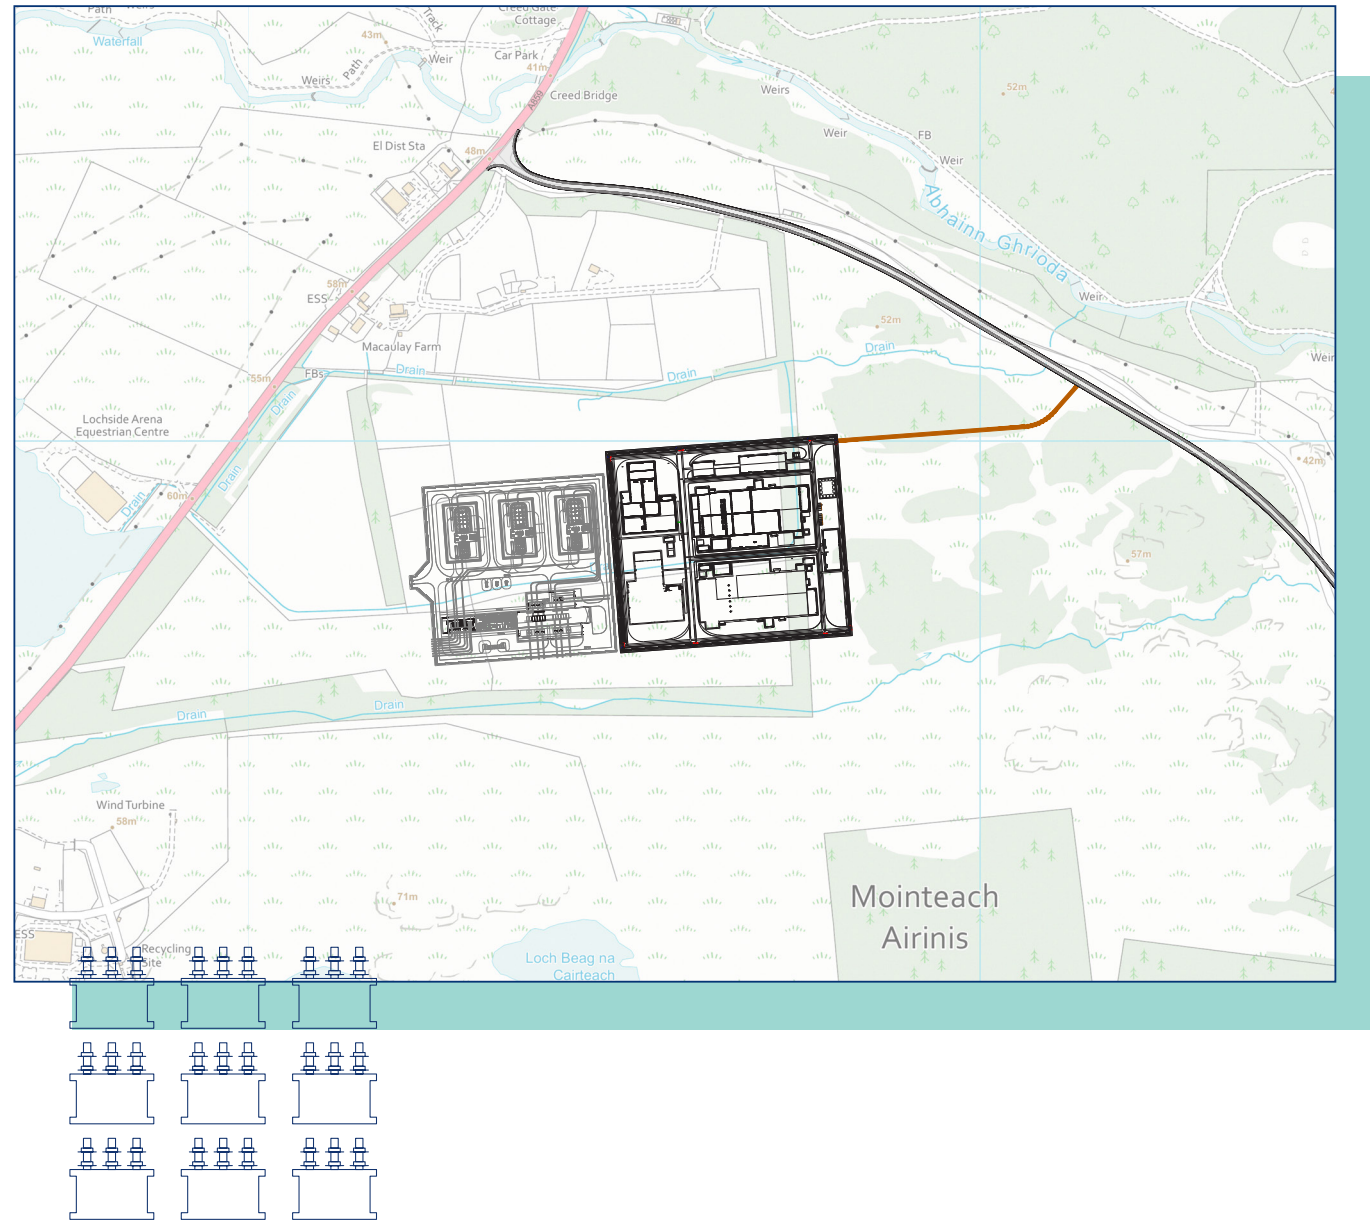 Path
Weirs
Track
Creed Gate
Cottage
Waterfall
43m
Weir
Car Park
41m
Path
Weirs
Creed Bridge
A859
Weirs
52m
Weir
FB
Weir
El Dist Sta
48m
Abhainn Ghrioda
58m
ESS
Weir
52m
Macaulay Farm
Drain
Weir
FBs
Drain
Drain
55m
Drain
Lochside Arena
Equestrian Centre
42m
Drain
60m
Drain
57m
Drain
Drain
Wind Turbine
58m
71m
Mointeach
Airinis
ESS
Recycling
Site
Loch Beag na
Cairteach